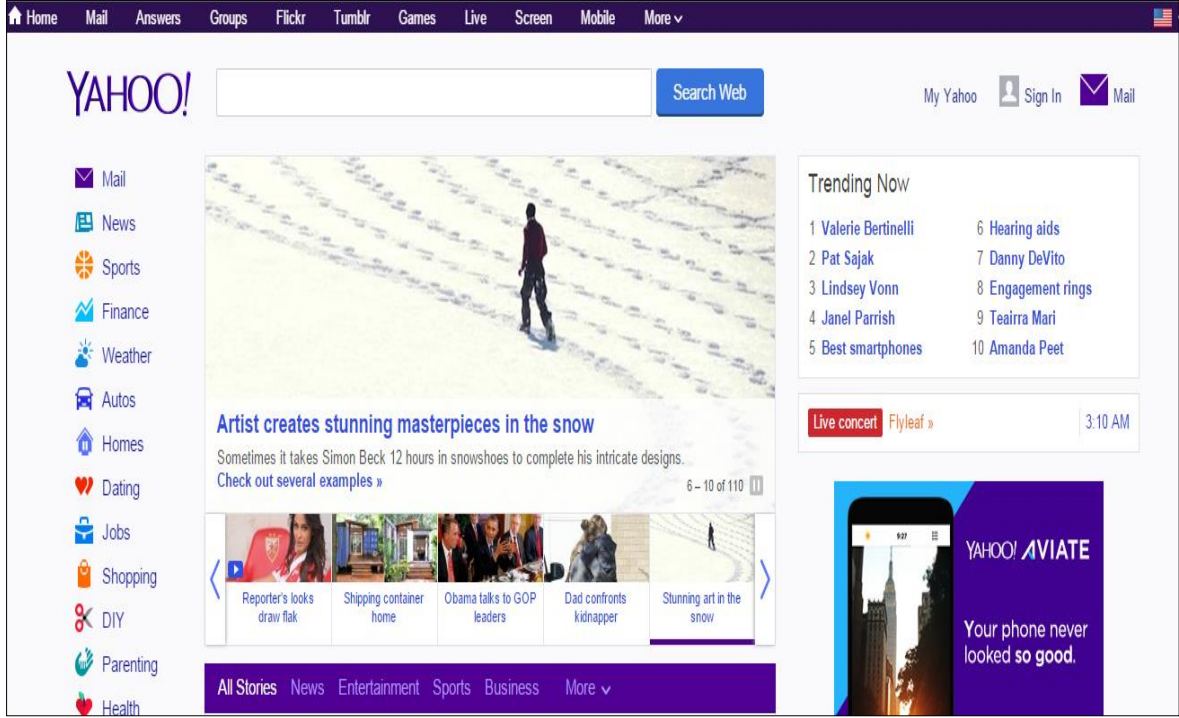 Home Mail Answers Groups Flickr Tumblr Games Live Screen Mobile More
YAHOO!
Search Web
My Yahoo Sign In Mail
Mail
News
Sports
Finance
Weather
Autos
Homes
Dating
Jobs
Shopping
DIY
Parenting
Health
Artist creates stunning masterpieces in the snow
Sometimes it takes Simon Beck 12 hours in snowshoes to complete his intricate designs.
Check out several examples »
6 – 10 of 110
Reporter's looks
draw flak
Shipping container
home
Obama talks to GOP
leaders
Dad confronts
kidnapper
Stunning art in the
snow
All Stories News Entertainment Sports Business More
Trending Now
1 Valerie Bertinelli
2 Pat Sajak
3 Lindsey Vonn
4 Janel Parrish
5 Best smartphones
6 Hearing aids
7 Danny DeVito
8 Engagement rings
9 Teairra Mari
10 Amanda Peet
Live concert Flyleaf » 3:10 AM
9:27
YAHOO! AVIATE
Your phone never
looked so good.